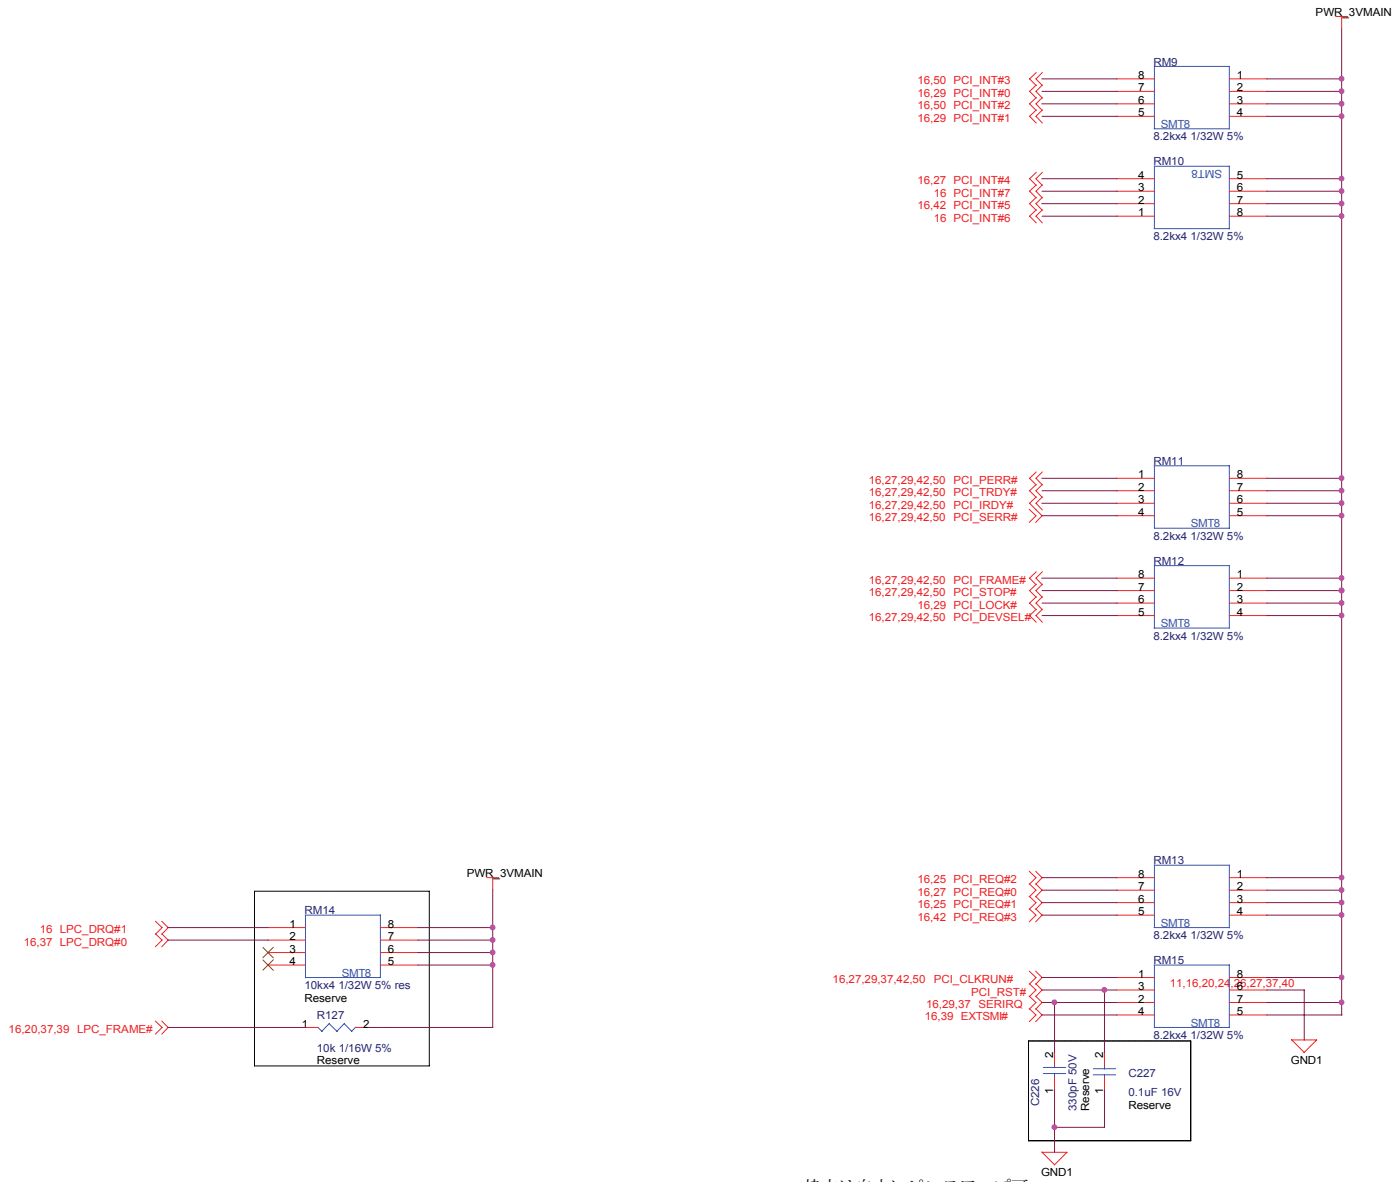 PWR_3VMAIN
RM9
16,50 PCI_INT#3 8 1
16,29 PCI_INT#0 7 2
16,50 PCI_INT#2 6 3
16,29 PCI_INT#1 5 4
SMT8
8.2kx4 1/32W 5%
RM10
SMT8
16,27 PCI_INT#4 4 5
16 PCI_INT#7 3 6
16,42 PCI_INT#5 2 7
16 PCI_INT#6 1 8
8.2kx4 1/32W 5%
RM11
16,27,29,42,50 PCI_PERR# 1 8
16,27,29,42,50 PCI_TRDY# 2 7
16,27,29,42,50 PCI_IRDY# 3 6
16,27,29,42,50 PCI_SERR# 4 5
SMT8
8.2kx4 1/32W 5%
RM12
16,27,29,42,50 PCI_FRAME# 8 1
16,27,29,42,50 PCI_STOP# 7 2
16,29 PCI_LOCK# 6 3
16,27,29,42,50 PCI_DEVSEL# 5 4
SMT8
8.2kx4 1/32W 5%
RM13
16,25 PCI_REQ#2 8 1
16,27 PCI_REQ#0 7 2
16,25 PCI_REQ#1 6 3
16,42 PCI_REQ#3 5 4
SMT8
8.2kx4 1/32W 5%
PWR_3VMAIN
RM14
16 LPC_DRQ#1 1 8
16,37 LPC_DRQ#0 2 7
3 6
4 5
SMT8
10kx4 1/32W 5% res
Reserve
R127
16,20,37,39 LPC_FRAME# 1 2
10k 1/16W 5%
Reserve
RM15
16,27,29,37,42,50 PCI_CLKRUN# 1 8
PCI_RST# 3 6
11,16,20,24,26,27,37,40
16,29,37 SERIRQ 2 7
16,39 EXTSMI# 4 5
SMT8
8.2kx4 1/32W 5%
GND1
C226
2
1
330pF 50V
Reserve
2
1
C227
0.1uF 16V
Reserve
GND1